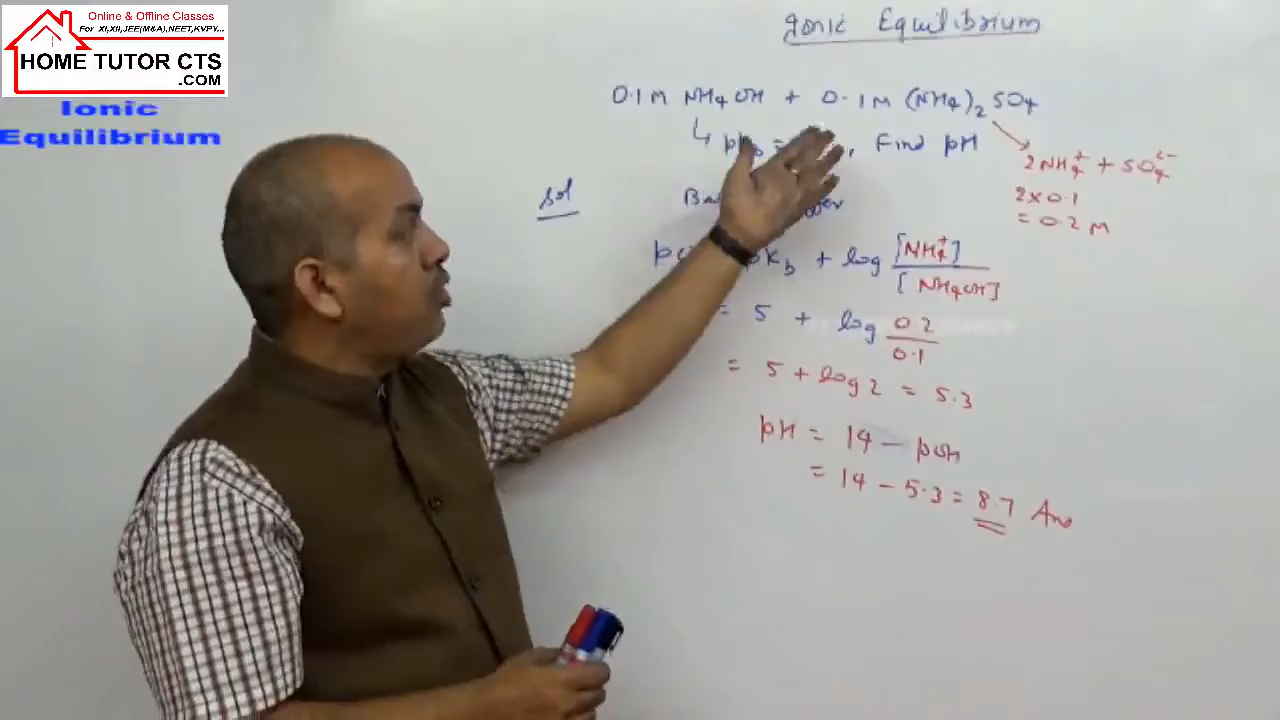 Online & Offline Classes
For XI,XII,JEE(M&A),NEET,KVPY...
HOME TUTOR CTS
.COM
Ionic
Equilibrium
Ionic Equilibrium
0.1 M NH4OH + 0.1 M (NH4)2 SO4
Find pH
2NH4+ + SO4 2-
2 x 0.1
= 0.2 M
Sol
+ log [NH4+] / [NH4OH]
= 5 + log 0.2 / 0.1
= 5 + log 2 = 5.3
pH = 14 - pOH
= 14 - 5.3 = 8.7 Ans